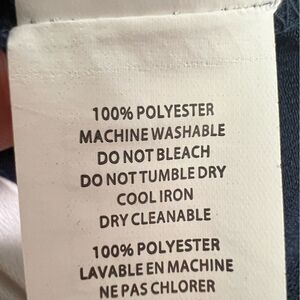 100% POLYESTER
MACHINE WASHABLE
DO NOT BLEACH
DO NOT TUMBLE DRY
COOL IRON
DRY CLEANABLE
100% POLYESTER
LAVABLE EN MACHINE
NE PAS CHLORER